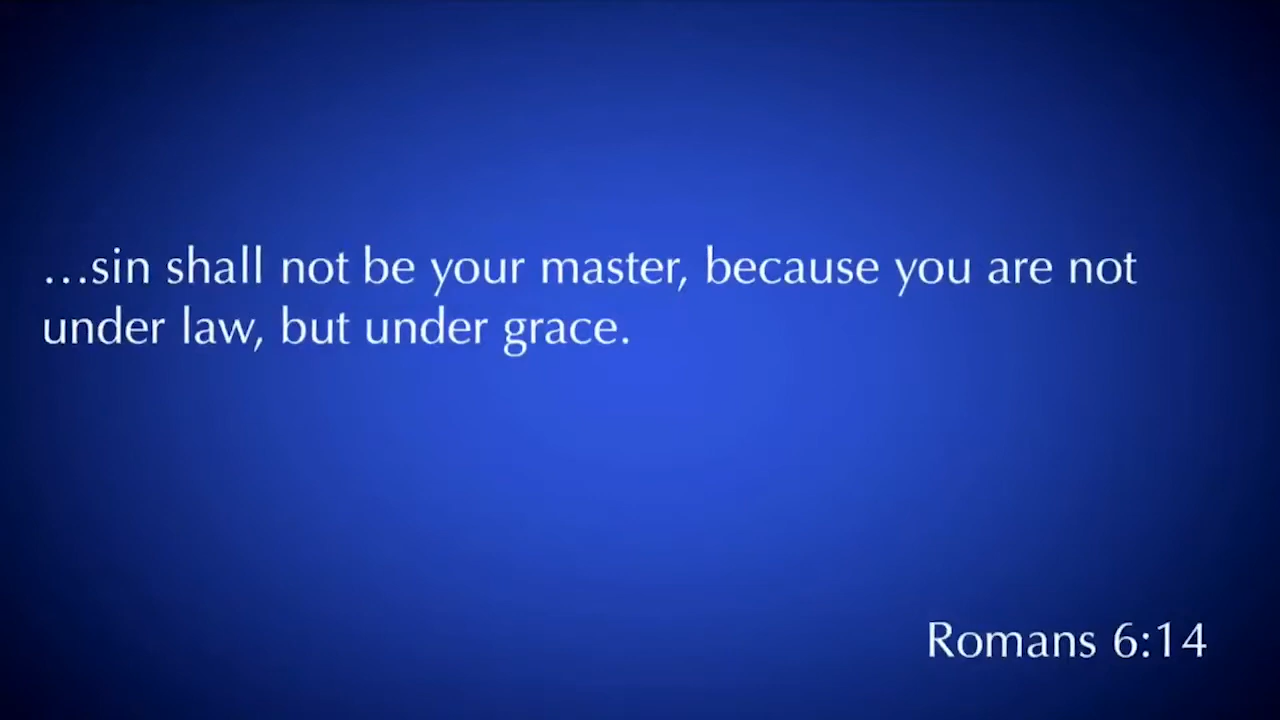 …sin shall not be your master, because you are not
under law, but under grace.
Romans 6:14